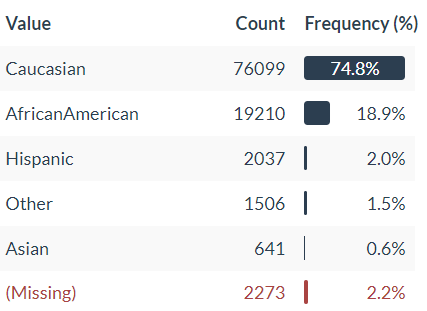 Value Count Frequency (%)
Caucasian 76099 74.8%
AfricanAmerican 19210 18.9%
Hispanic 2037 2.0%
Other 1506 1.5%
Asian 641 0.6%
(Missing) 2273 2.2%